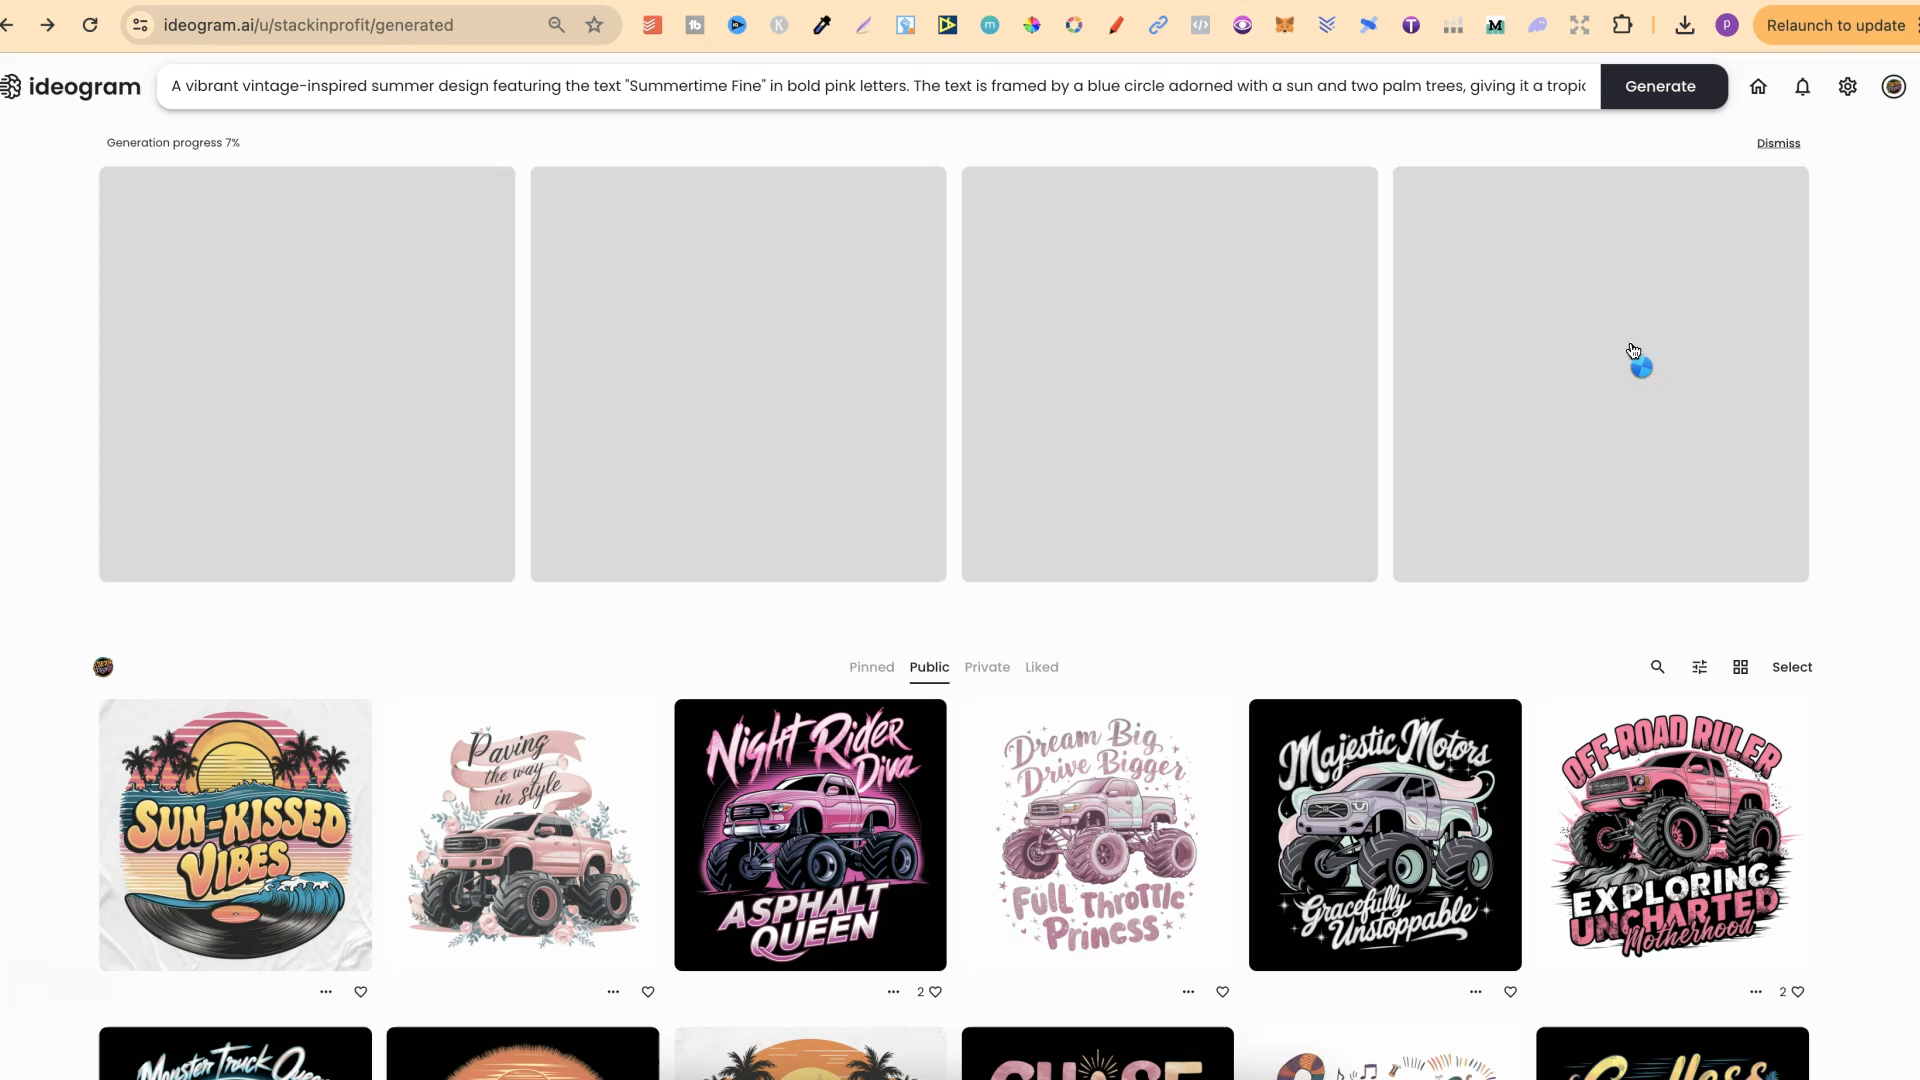 ideogram.ai/u/stackinprofit/generated
Relaunch to update
ideogram
A vibrant vintage-inspired summer design featuring the text "Summertime Fine" in bold pink letters. The text is framed by a blue circle adorned with a sun and two palm trees, giving it a tropic
Generate
Generation progress 7%
Dismiss
Pinned
Public
Private
Liked
Select
SUN-KISSED
VIBES
Paving
the way
in style
Night Rider
Diva
ASPHALT
QUEEN
Dream Big
Drive Bigger
Full Throttle
Princss
Majestic Motors
Gracefully
Unstoppable
OFF-ROAD RULER
EXPLORING
UNCHARTED
Motherhood
2
2
Monster Truck
CHASE